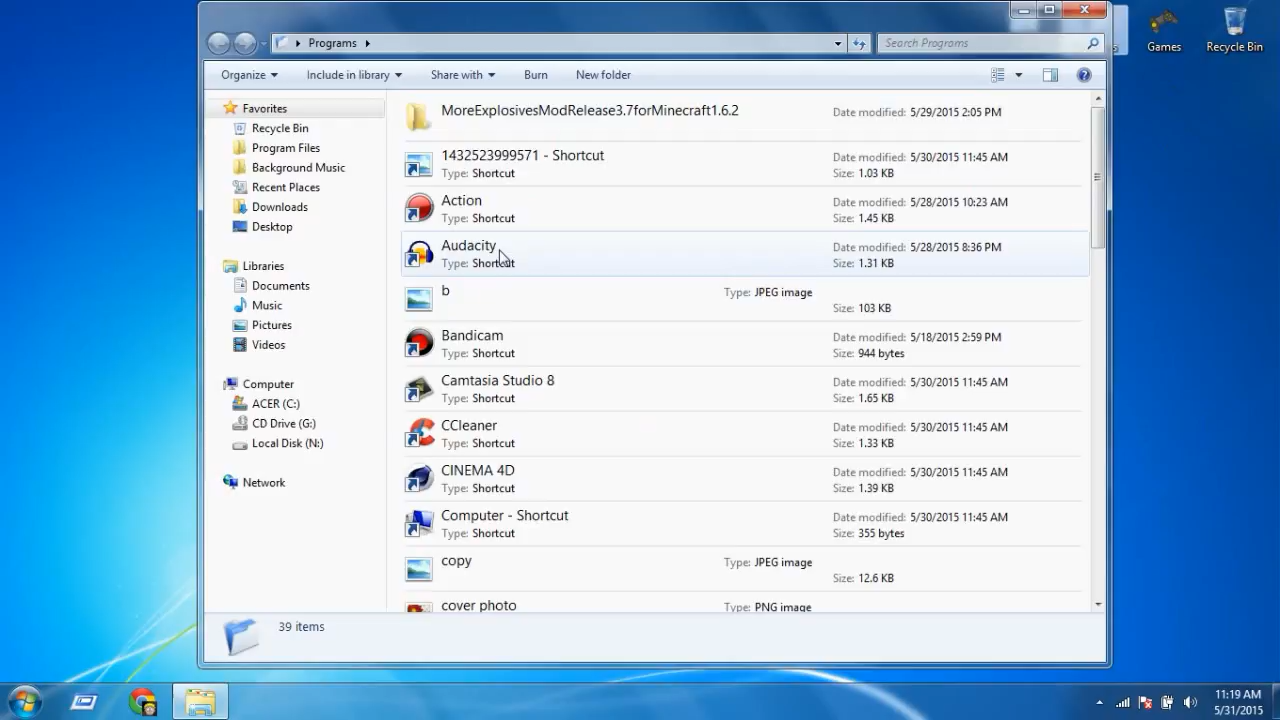 Programs
Search Programs
Games
Recycle Bin
Organize
Include in library
Share with
Burn
New folder
Favorites
Recycle Bin
Program Files
Background Music
Recent Places
Downloads
Desktop
Libraries
Documents
Music
Pictures
Videos
Computer
ACER (C:)
CD Drive (G:)
Local Disk (N:)
Network
MoreExplosivesModRelease3.7forMinecraft1.6.2
Date modified: 5/29/2015 2:05 PM
1432523999571 - Shortcut
Date modified: 5/30/2015 11:45 AM
Type: Shortcut
Size: 1.03 KB
Action
Date modified: 5/28/2015 10:23 AM
Type: Shortcut
Size: 1.45 KB
Audacity
Date modified: 5/28/2015 8:36 PM
Type: Shortcut
Size: 1.31 KB
b
Type: JPEG image
Size: 103 KB
Bandicam
Date modified: 5/18/2015 2:59 PM
Type: Shortcut
Size: 944 bytes
Camtasia Studio 8
Date modified: 5/30/2015 11:45 AM
Type: Shortcut
Size: 1.65 KB
CCleaner
Date modified: 5/30/2015 11:45 AM
Type: Shortcut
Size: 1.33 KB
CINEMA 4D
Date modified: 5/30/2015 11:45 AM
Type: Shortcut
Size: 1.39 KB
Computer - Shortcut
Date modified: 5/30/2015 11:45 AM
Type: Shortcut
Size: 355 bytes
copy
Type: JPEG image
Size: 12.6 KB
cover photo
Type: PNG image
39 items
11:19 AM
5/31/2015